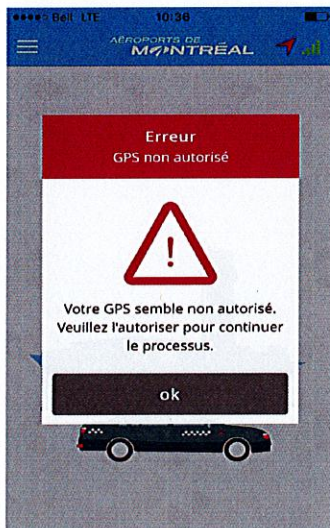 ●●●●○ Bell LTE 10:36
AÉROPORTS DE
MONTRÉAL
Erreur
GPS non autorisé
!
Votre GPS semble non autorisé.
Veuillez l'autoriser pour continuer
le processus.
ok